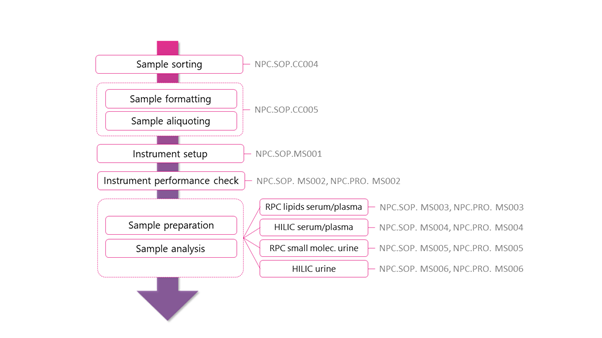 Sample sorting NPC.SOP.CC004
Sample formatting
Sample aliquoting
NPC.SOP.CC005
Instrument setup NPC.SOP.MS001
Instrument performance check NPC.SOP. MS002, NPC.PRO. MS002
Sample preparation
Sample analysis
RPC lipids serum/plasma NPC.SOP. MS003, NPC.PRO. MS003
HILIC serum/plasma NPC.SOP. MS004, NPC.PRO. MS004
RPC small molec. urine NPC.SOP. MS005, NPC.PRO. MS005
HILIC urine NPC.SOP. MS006, NPC.PRO. MS006